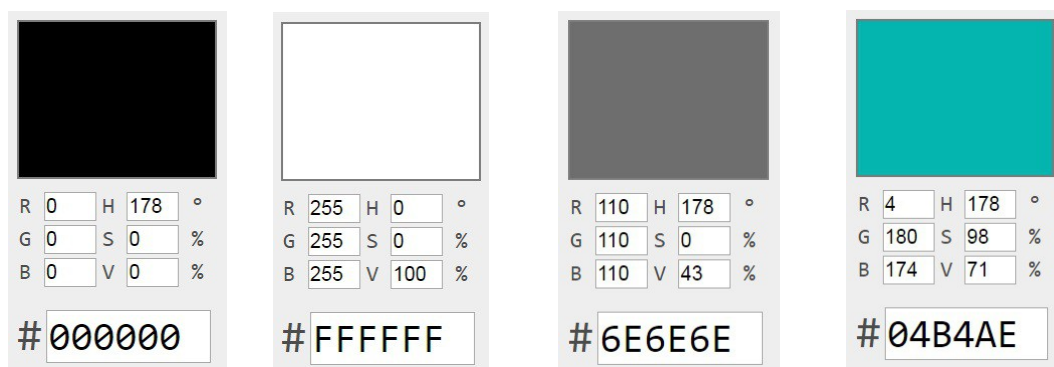 R 0 H 178 °
G 0 S 0 %
B 0 V 0 %
#000000
R 255 H 0 °
G 255 S 0 %
B 255 V 100 %
#FFFFFF
R 110 H 178 °
G 110 S 0 %
B 110 V 43 %
#6E6E6E
R 4 H 178 °
G 180 S 98 %
B 174 V 71 %
#04B4AE